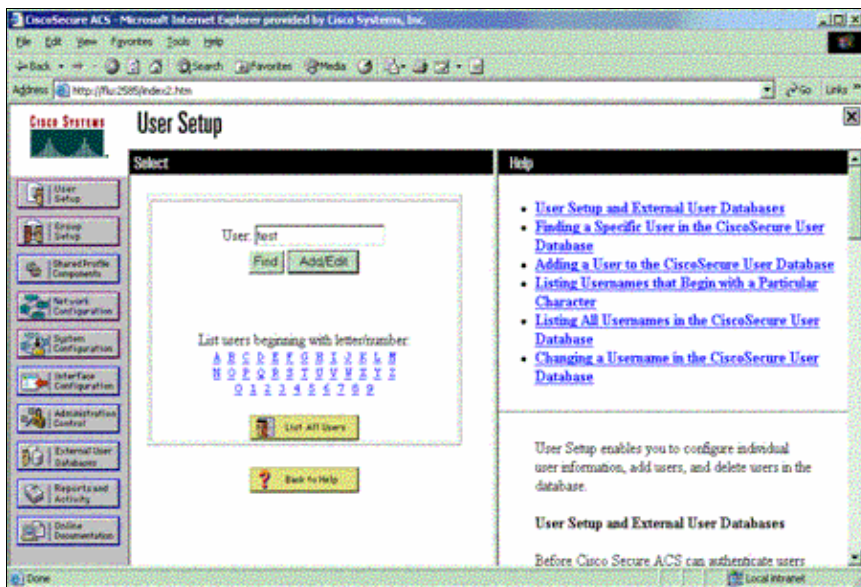 CiscoSecure ACS - Microsoft Internet Explorer provided by Cisco Systems, Inc.
File Edit View Favorites Tools Help
Back Search Favorites Media
Address http://flu:2585/index2.htm Go Links »
CISCO SYSTEMS
User Setup
Select
Help
User Setup
Group Setup
Shared Profile Components
Network Configuration
System Configuration
Interface Configuration
Administration Control
External User Databases
Reports and Activity
Online Documentation
User: test
Find Add/Edit
List users beginning with letter/number:
A B C D E F G H I J K L M
N O P Q R S T U V W X Y Z
0 1 2 3 4 5 6 7 8 9
List All Users
Back to Help
User Setup and External User Databases
Finding a Specific User in the CiscoSecure User
Database
Adding a User to the CiscoSecure User Database
Listing Usernames that Begin with a Particular
Character
Listing All Usernames in the CiscoSecure User
Database
Changing a Username in the CiscoSecure User
Database
User Setup enables you to configure individual
user information, add users, and delete users in the
database.
User Setup and External User Databases
Before Cisco Secure ACS can authenticate users
Done
Local intranet